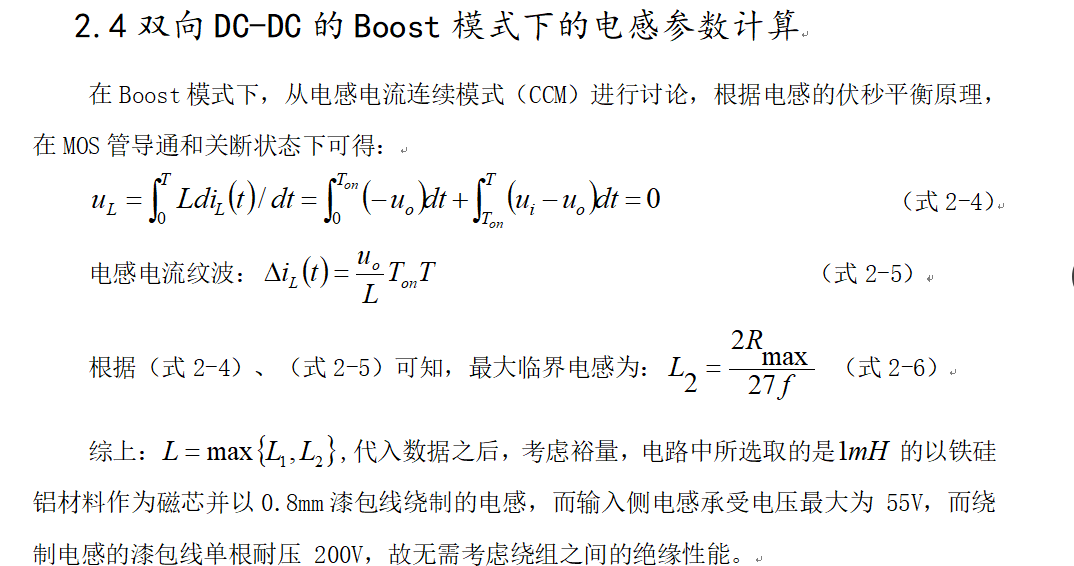 2.4 双向 DC-DC 的 Boost 模式下的电感参数计算
在 Boost 模式下，从电感电流连续模式（CCM）进行讨论，根据电感的伏秒平衡原理，
在 MOS 管导通和关断状态下可得：
u_L = ∫_0^T Ldi_L(t)/dt = ∫_0^{T_{on}} (-u_o)dt + ∫_{T_{on}}^T (u_i - u_o)dt = 0 （式 2-4）
电感电流纹波：Δi_L(t) = \frac{u_o}{L} T_{on}T （式 2-5）
根据（式 2-4）、（式 2-5）可知，最大临界电感为：L_2 = \frac{2R_{max}}{27f} （式 2-6）
综上：L = max{L_1, L_2}，代入数据之后，考虑裕量，电路中所选取的是 1mH 的以铁硅
铝材料作为磁芯并以 0.8mm 漆包线绕制的电感，而输入侧电感承受电压最大为 55V，而绕
制电感的漆包线单根耐压 200V，故无需考虑绕组之间的绝缘性能。